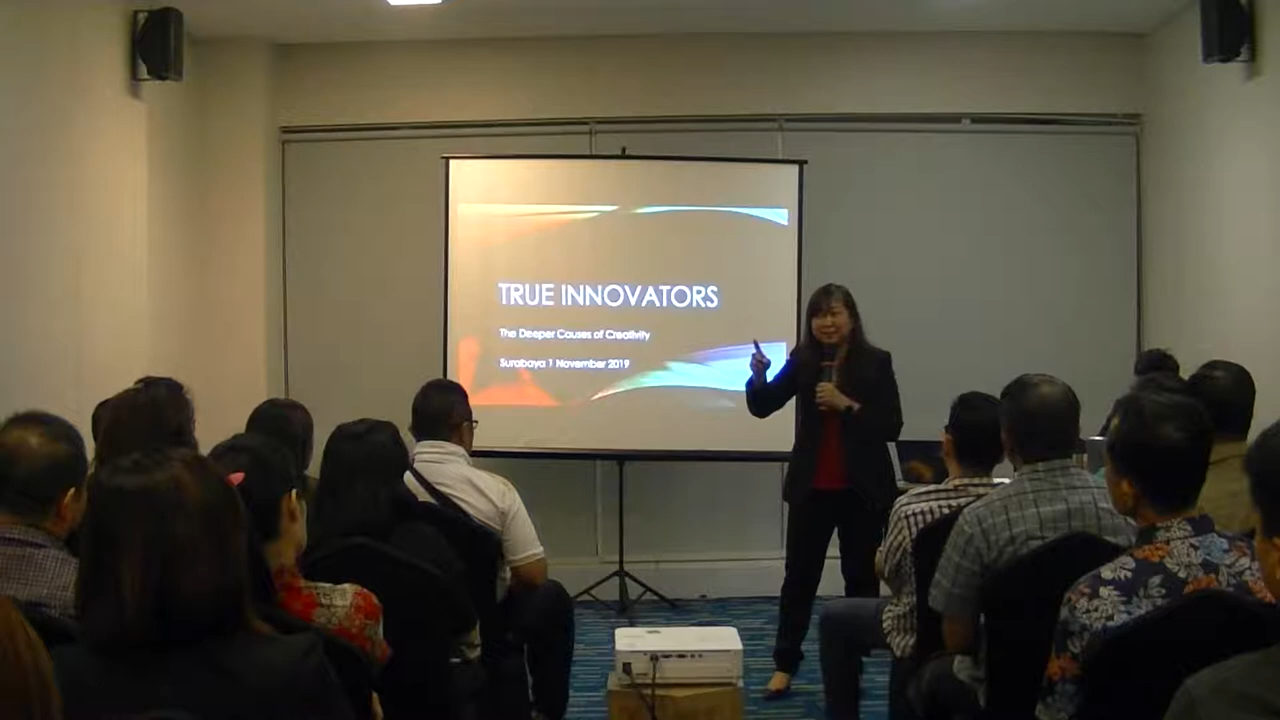 TRUE INNOVATORS
The Deeper Causes of Creativity
Surabaya 1 November 2019